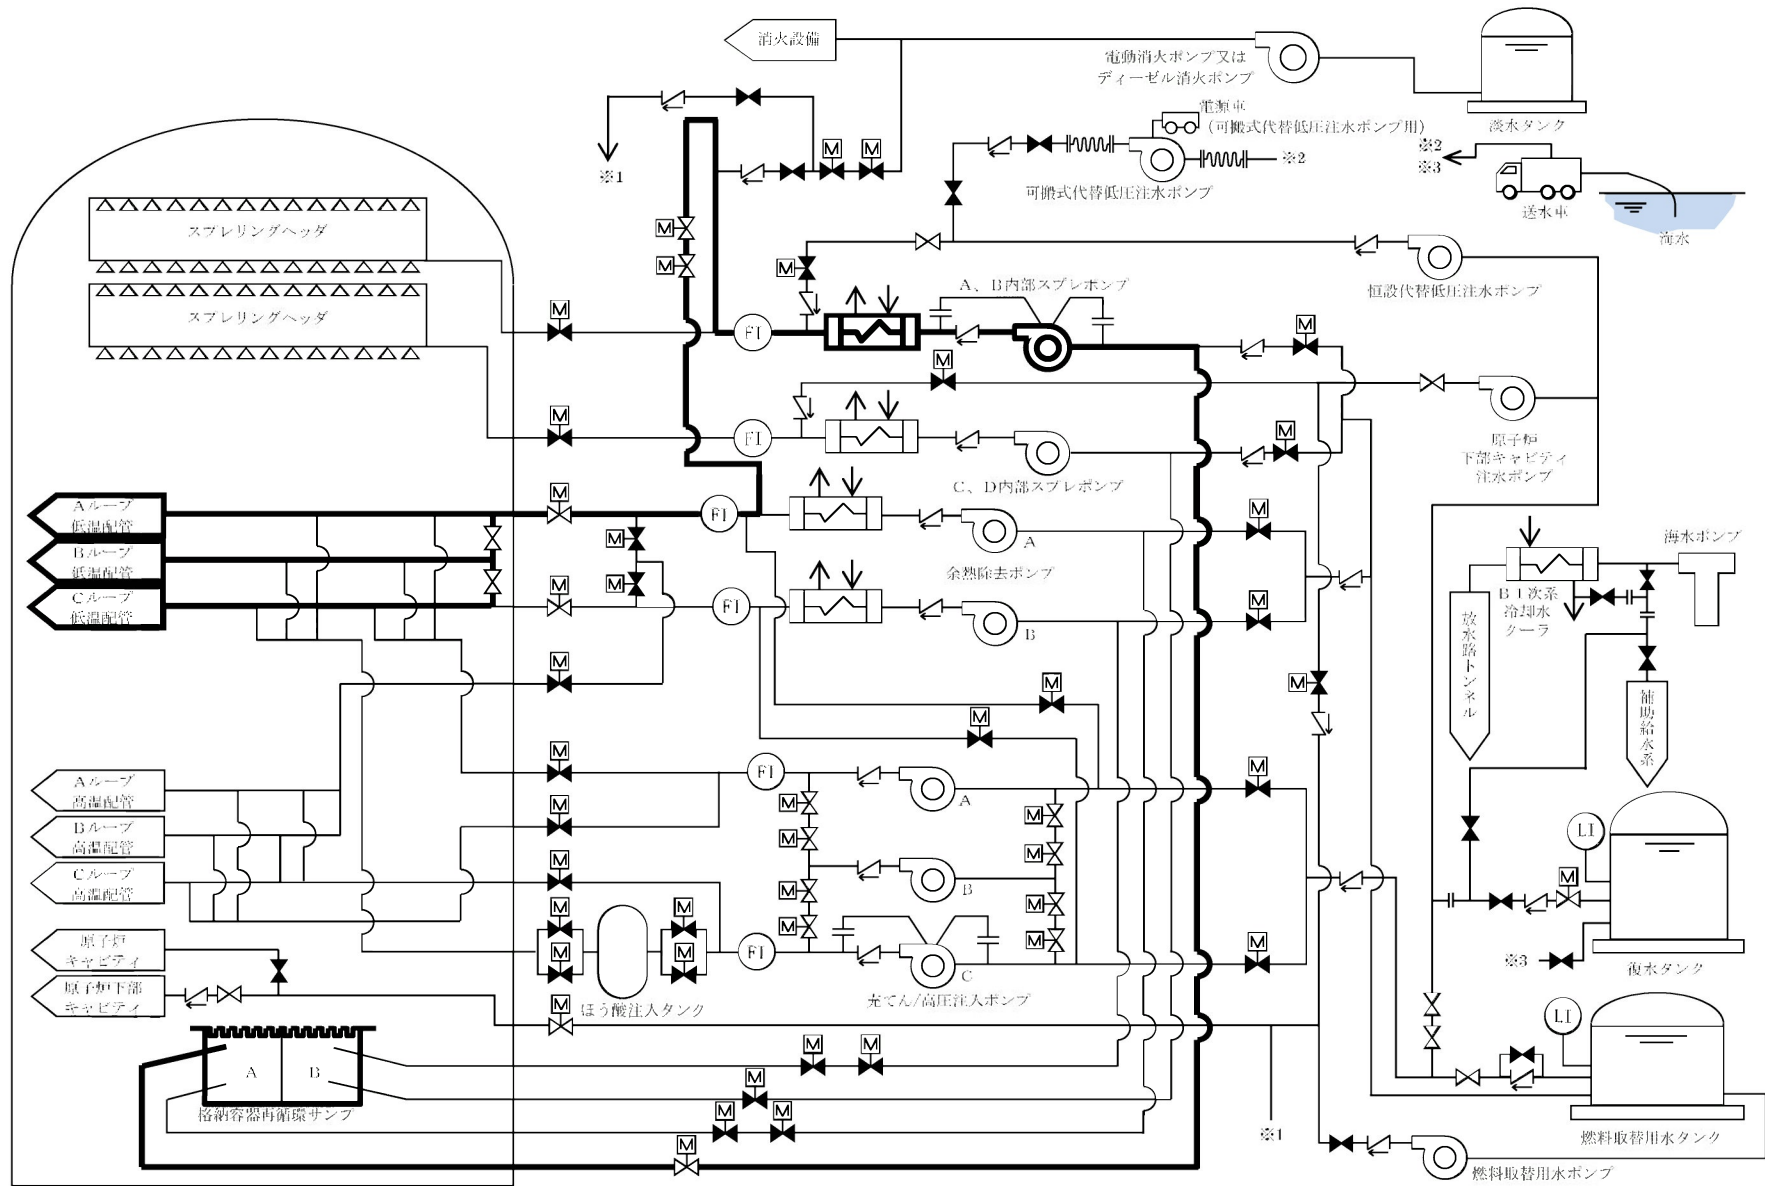 消火設備
電動消火ポンプ又は
ディーゼル消火ポンプ
淡水タンク
※1
電源車
(可搬式代替低圧注水ポンプ用)
※2
可搬式代替低圧注水ポンプ
※2
※3
送水車
海水
スプレリングヘッダ
スプレリングヘッダ
M
M
M
M
M
M
FI
A、B内部スプレポンプ
恒設代替低圧注水ポンプ
M
M
M
FI
C、D内部スプレポンプ
M
原子炉
下部キャビティ
注水ポンプ
Aループ
低温配管
Bループ
低温配管
Cループ
低温配管
M
M
M
M
FI
FI
A
余熱除去ポンプ
B
M
M
海水ポンプ
B1次系
冷却水
クーラ
放水路トンネル
補助給水系
M
M
M
M
Aループ
高温配管
Bループ
高温配管
Cループ
高温配管
M
M
M
FI
A
M
M
M
M
M
M
M
M
B
M
LI
M
原子炉
キャビティ
原子炉下部
キャビティ
M
M
M
M
ほう酸注入タンク
FI
C
充てん/高圧注入ポンプ
M
※3
復水タンク
M
A
B
格納容器再循環サンプ
M
M
M
M
M
M
LI
燃料取替用水タンク
※1
燃料取替用水ポンプ